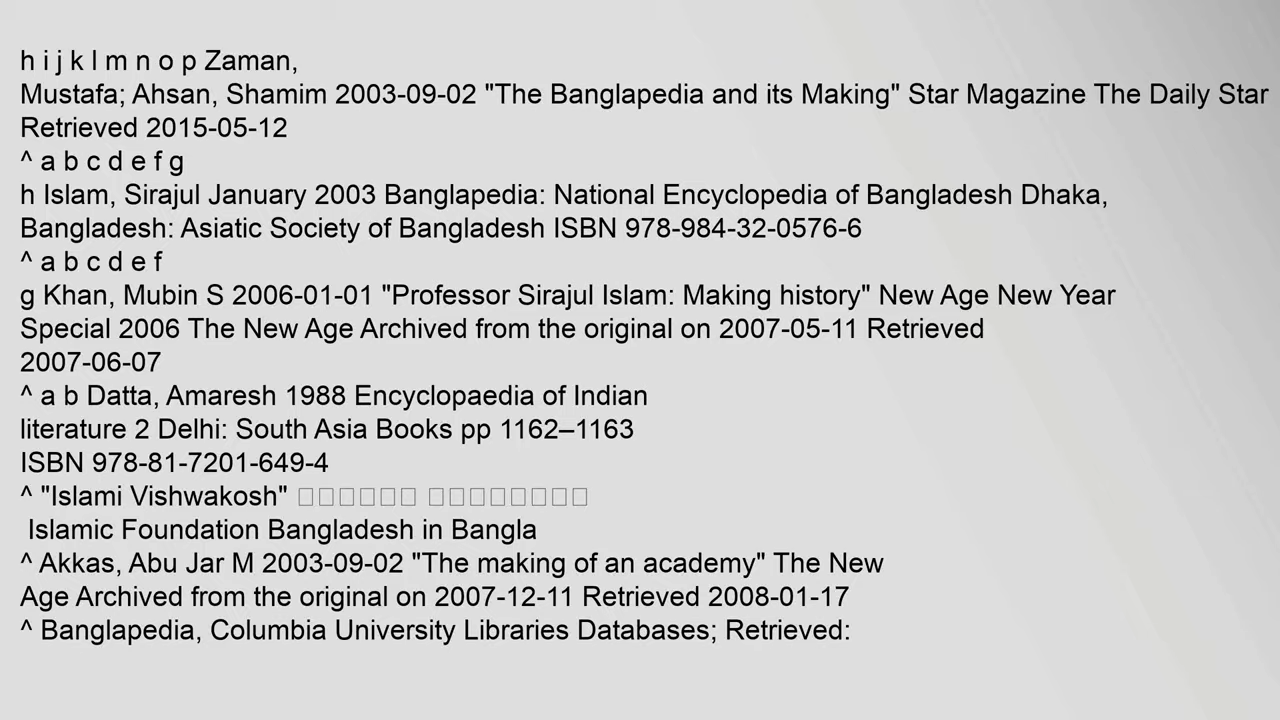 h i j k l m n o p Zaman,
Mustafa; Ahsan, Shamim 2003-09-02 "The Banglapedia and its Making" Star Magazine The Daily Star
Retrieved 2015-05-12
^ a b c d e f g
h Islam, Sirajul January 2003 Banglapedia: National Encyclopedia of Bangladesh Dhaka,
Bangladesh: Asiatic Society of Bangladesh ISBN 978-984-32-0576-6
^ a b c d e f
g Khan, Mubin S 2006-01-01 "Professor Sirajul Islam: Making history" New Age New Year
Special 2006 The New Age Archived from the original on 2007-05-11 Retrieved
2007-06-07
^ a b Datta, Amaresh 1988 Encyclopaedia of Indian
literature 2 Delhi: South Asia Books pp 1162–1163
ISBN 978-81-7201-649-4
^ "Islami Vishwakosh"
Islamic Foundation Bangladesh in Bangla
^ Akkas, Abu Jar M 2003-09-02 "The making of an academy" The New
Age Archived from the original on 2007-12-11 Retrieved 2008-01-17
^ Banglapedia, Columbia University Libraries Databases; Retrieved: